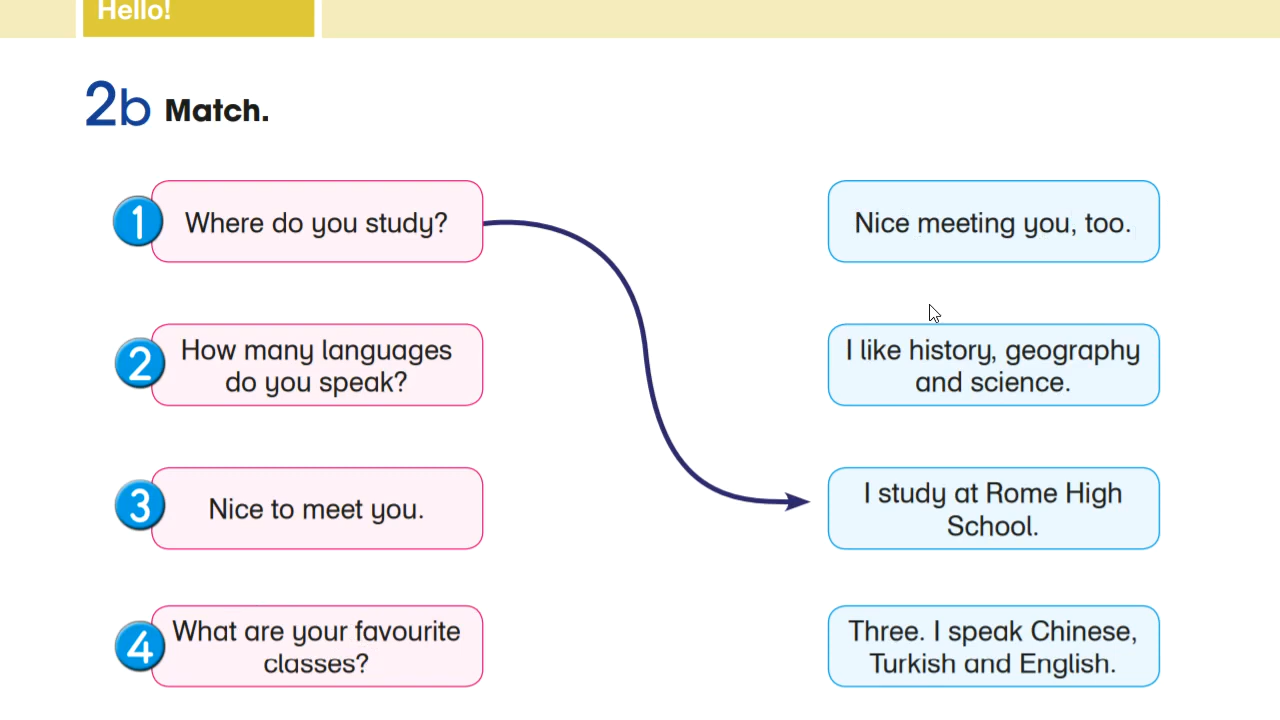 Hello!
2b Match.
1 Where do you study?
Nice meeting you, too.
2 How many languages
do you speak?
I like history, geography
and science.
3 Nice to meet you.
I study at Rome High
School.
4 What are your favourite
classes?
Three. I speak Chinese,
Turkish and English.